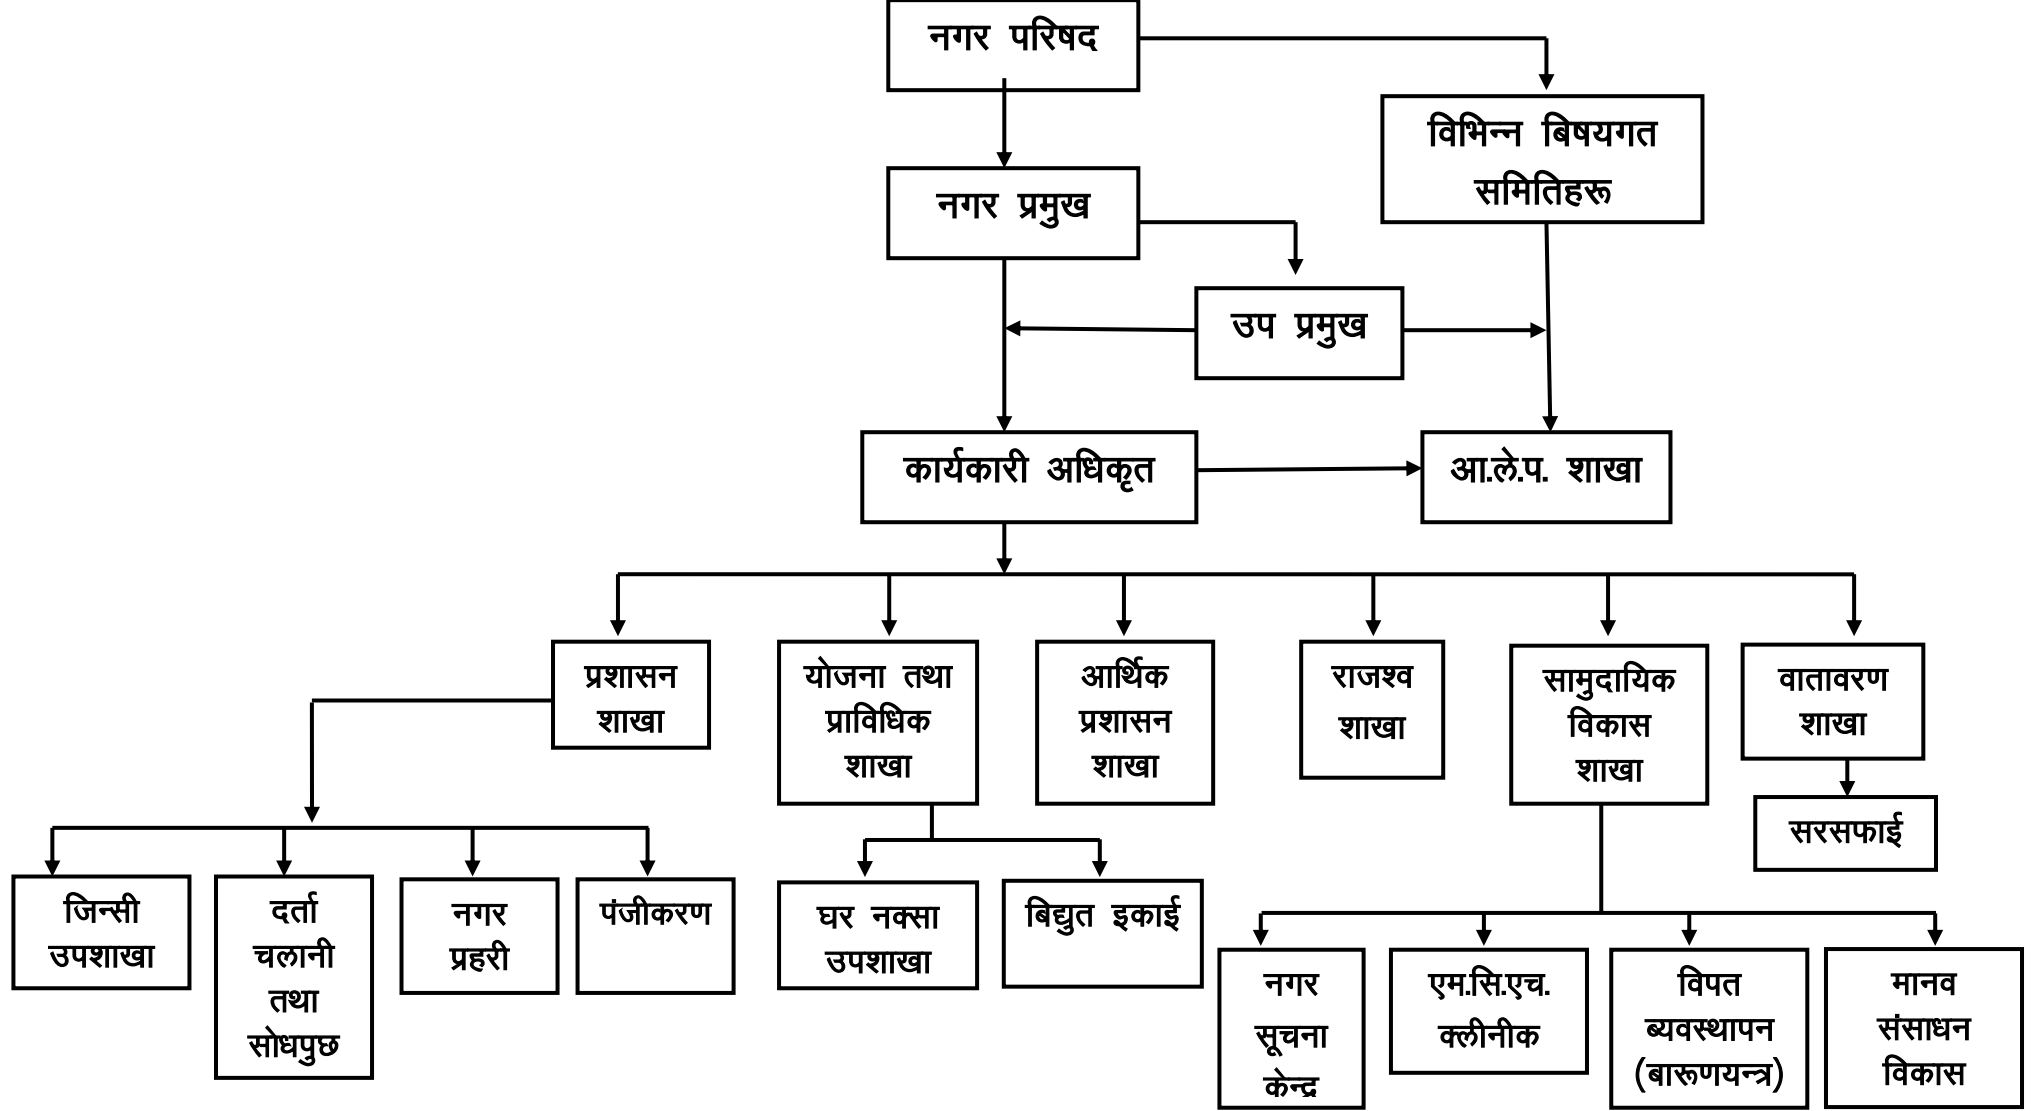 नगर परिषद
विभिन्न बिषयगत
समितिहरू
नगर प्रमुख
उप प्रमुख
कार्यकारी अधिकृत
आ.ले.प. शाखा
प्रशासन
शाखा
योजना तथा
प्राविधिक
शाखा
आर्थिक
प्रशासन
शाखा
राजश्व
शाखा
सामुदायिक
विकास
शाखा
वातावरण
शाखा
सरसफाई
जिन्सी
उपशाखा
दर्ता
चलानी
तथा
सोधपुछ
नगर
प्रहरी
पंजीकरण
घर नक्सा
उपशाखा
बिद्युत इकाई
नगर
सूचना
केन्द्र
एम.सि.एच.
क्लीनीक
विपत
ब्यवस्थापन
(बारूणयन्त्र)
मानव
संसाधन
विकास